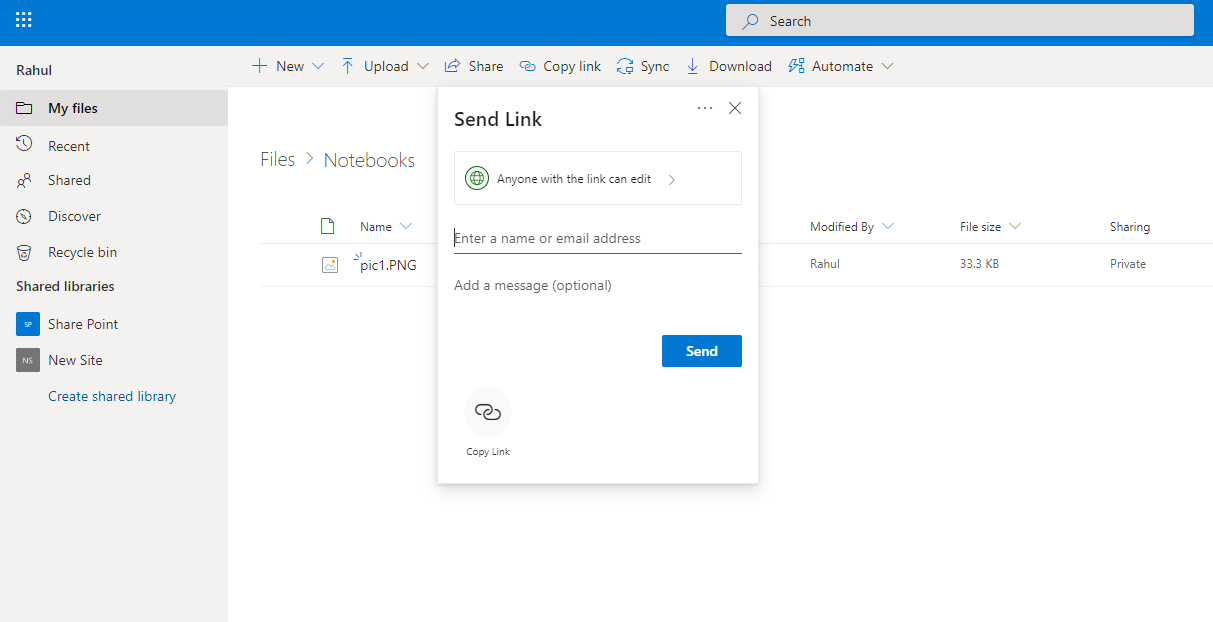 Search
Rahul
New Upload Share Copy link Sync Download Automate
My files
Recent
Shared
Discover
Recycle bin
Shared libraries
SP Share Point
NS New Site
Create shared library
Files > Notebooks
Name Modified By File size Sharing
pic1.PNG Rahul 33.3 KB Private
Send Link
Anyone with the link can edit
Enter a name or email address
Add a message (optional)
Send
Copy Link